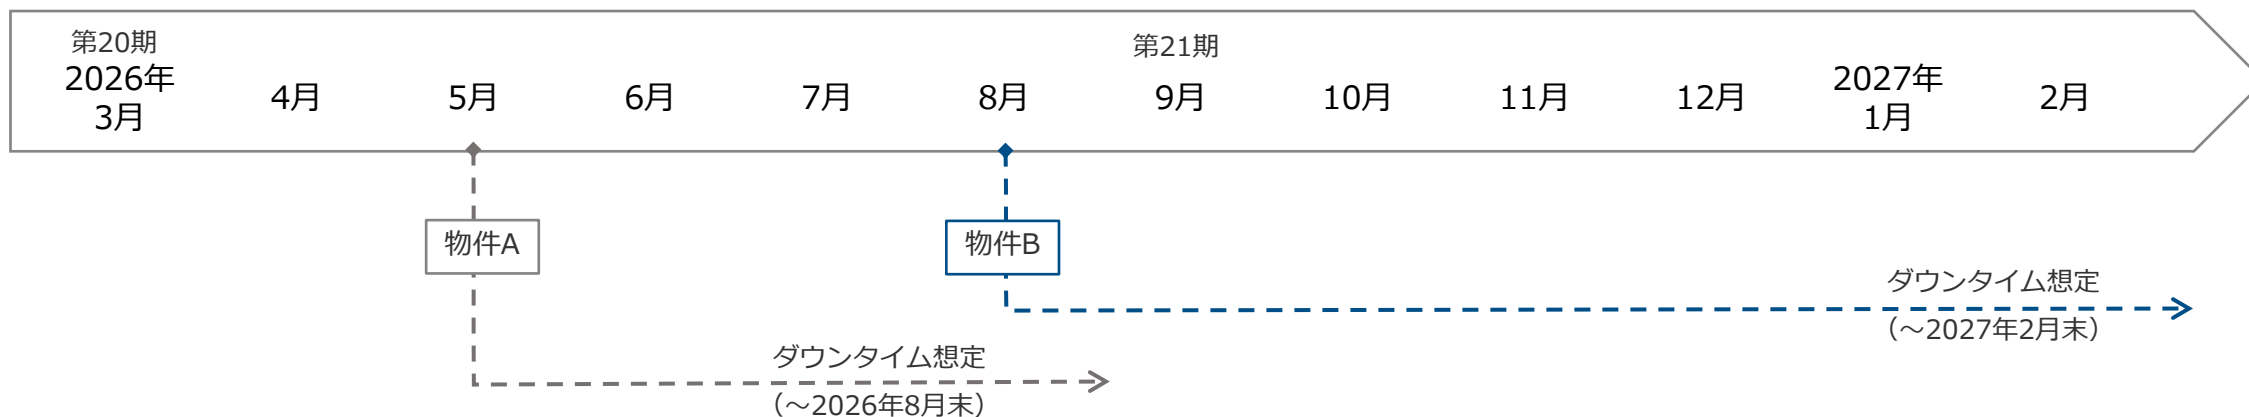 第20期
2026年
3月
4月
5月
6月
7月
8月
第21期
9月
10月
11月
12月
2027年
1月
2月
物件A
物件B
ダウンタイム想定
（～2027年2月末）
ダウンタイム想定
（～2026年8月末）